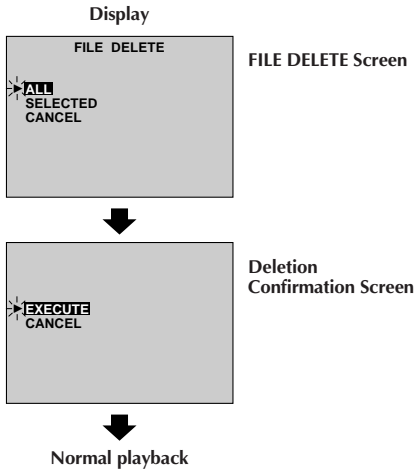 Display
FILE DELETE
FILE DELETE Screen
ALL
SELECTED
CANCEL
Deletion
Confirmation Screen
EXECUTE
CANCEL
Normal playback